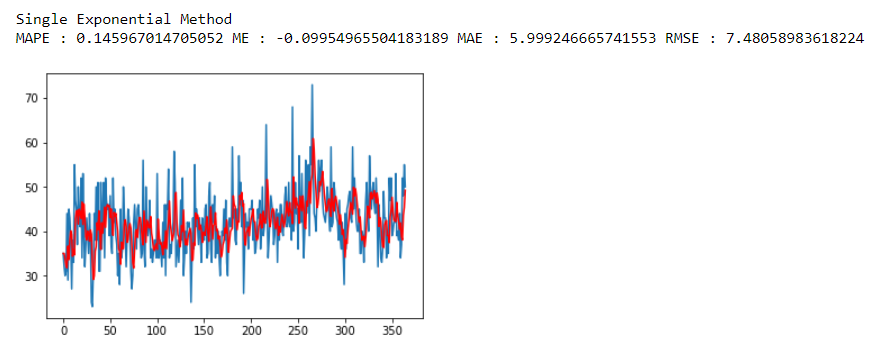 Single Exponential Method
MAPE : 0.145967014705052 ME : -0.09954965504183189 MAE : 5.999246665741553 RMSE : 7.48058983618224
70
60
50
40
30
0 50 100 150 200 250 300 350